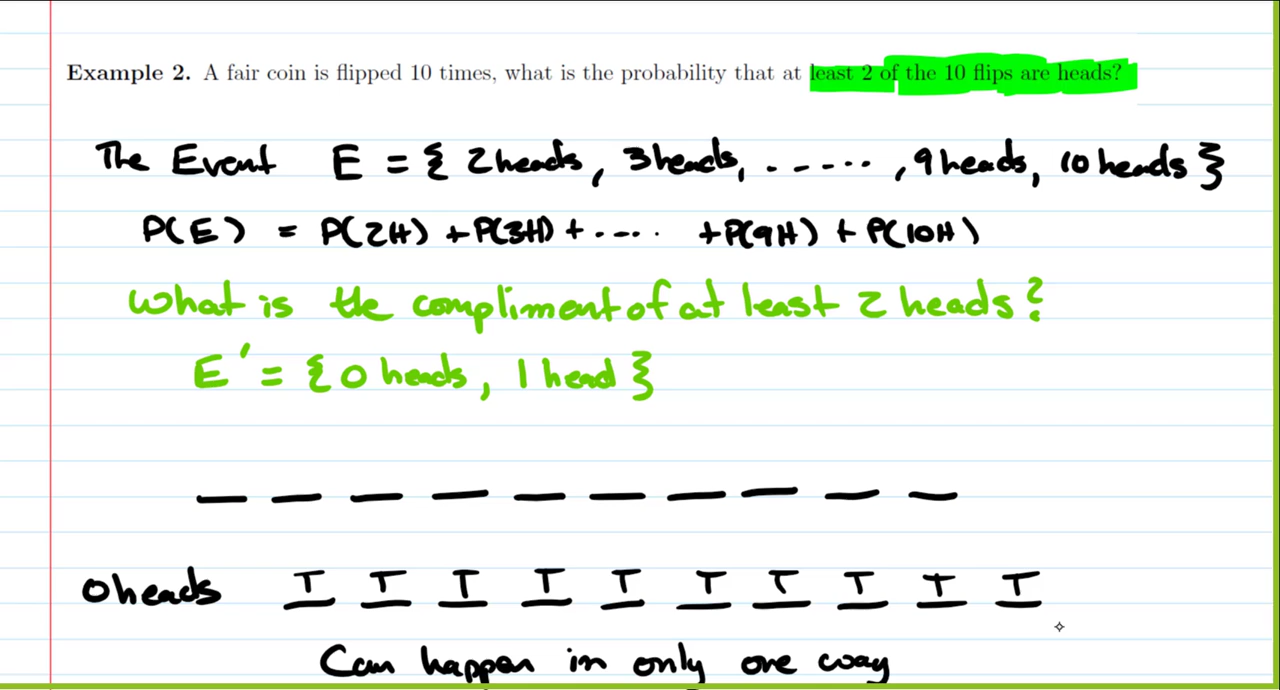 Example 2. A fair coin is flipped 10 times, what is the probability that at least 2 of the 10 flips are heads?
The Event E = { 2 heads, 3 heads, ......, 9 heads, 10 heads }
P(E) = P(2H) + P(3H) + ..... + P(9H) + P(10H)
What is the compliment of at least 2 heads?
E' = { 0 heads, 1 head }
0 heads T T T T T T T T T T
Can happen in only one way